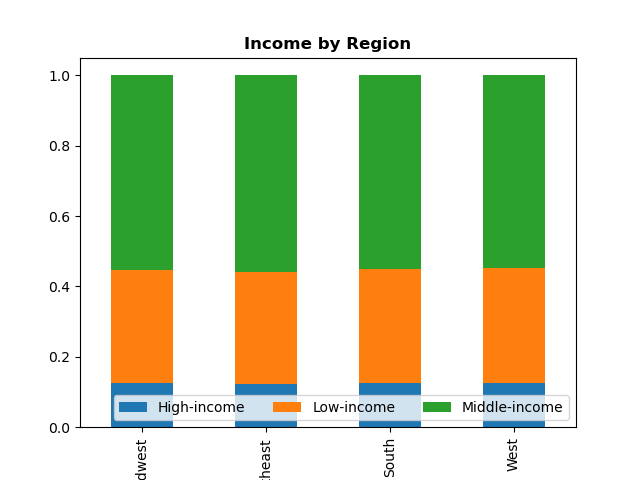 Income by Region
1.0
0.8
0.6
0.4
0.2
0.0
High-income Low-income Middle-income
dwest
theast
South
West